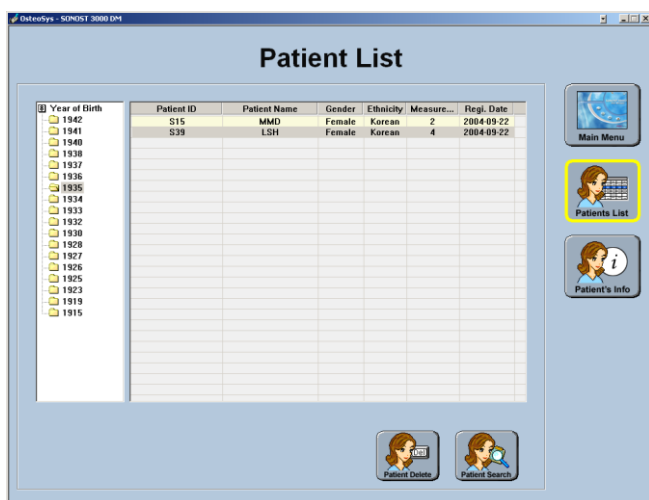 OsteoSys - SONOST 3000 DM
Patient List
Year of Birth
1942
1941
1940
1938
1937
1936
1935
1934
1933
1932
1930
1928
1927
1926
1925
1923
1919
1915
Patient ID Patient Name Gender Ethnicity Measure... Regi. Date
S15 MMD Female Korean 2 2004-09-22
S39 LSH Female Korean 4 2004-09-22
Main Menu
Patients List
i
Patient's Info
Del
Patient Delete
Patient Search